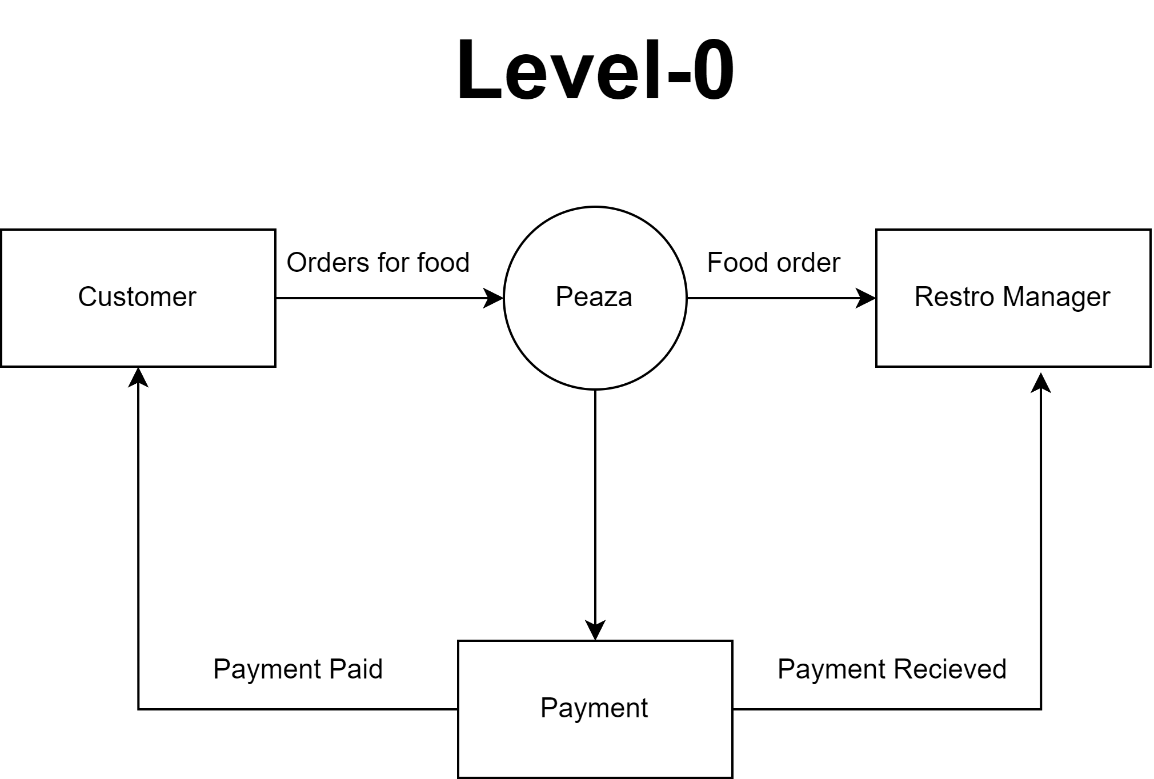 Level-0
Orders for food
Food order
Customer
Peaza
Restro Manager
Payment Paid
Payment Recieved
Payment